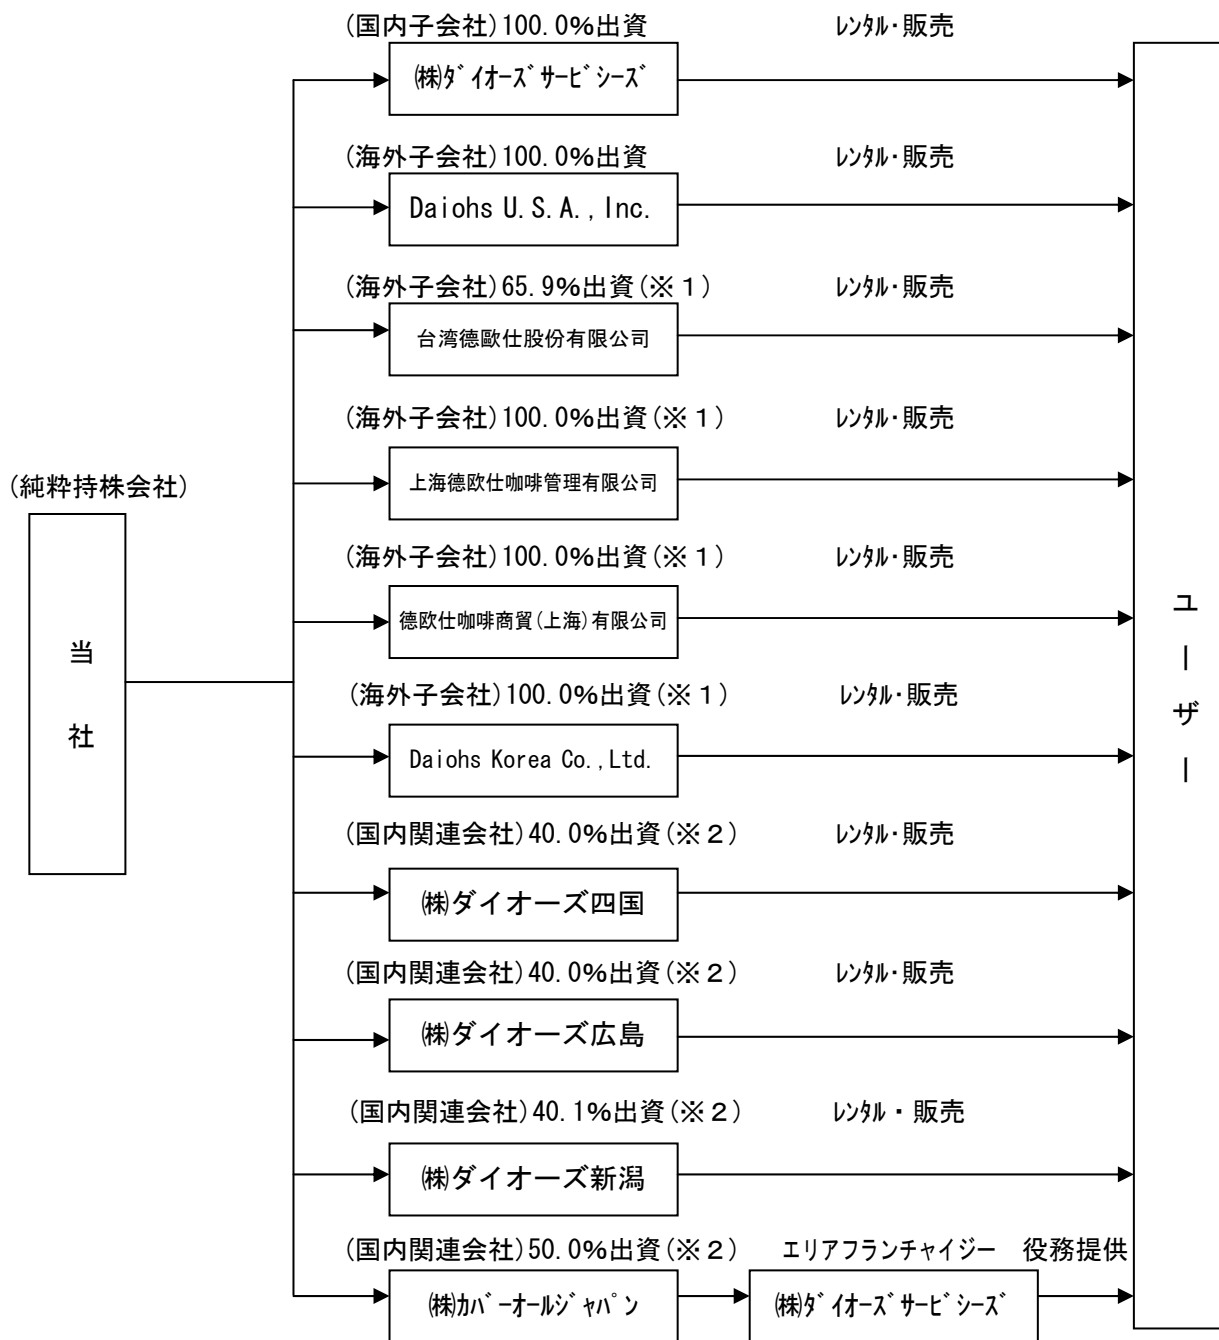 (国内子会社)100.0%出資 ﾚﾝﾀﾙ・販売
㈱ﾀﾞｲｵｰｽﾞｻｰﾋﾞｼｰｽﾞ
(海外子会社)100.0%出資 ﾚﾝﾀﾙ・販売
Daiohs U.S.A.,Inc.
(海外子会社)65.9%出資(※1) ﾚﾝﾀﾙ・販売
台湾德歐仕股份有限公司
(海外子会社)100.0%出資(※1) ﾚﾝﾀﾙ・販売
上海德欧仕咖啡管理有限公司
(純粋持株会社)
当社
(海外子会社)100.0%出資(※1) ﾚﾝﾀﾙ・販売
德欧仕咖啡商貿(上海)有限公司
ユーザー
(海外子会社)100.0%出資(※1) ﾚﾝﾀﾙ・販売
Daiohs Korea Co.,Ltd.
(国内関連会社)40.0%出資(※2) ﾚﾝﾀﾙ・販売
㈱ダイオーズ四国
(国内関連会社)40.0%出資(※2) ﾚﾝﾀﾙ・販売
㈱ダイオーズ広島
(国内関連会社)40.1%出資(※2) ﾚﾝﾀﾙ・販売
㈱ダイオーズ新潟
(国内関連会社)50.0%出資(※2) エリアフランチャイジー 役務提供
㈱ｶﾊﾞｰｵｰﾙｼﾞｬﾊﾟﾝ ㈱ﾀﾞｲｵｰｽﾞｻｰﾋﾞｼｰｽﾞ